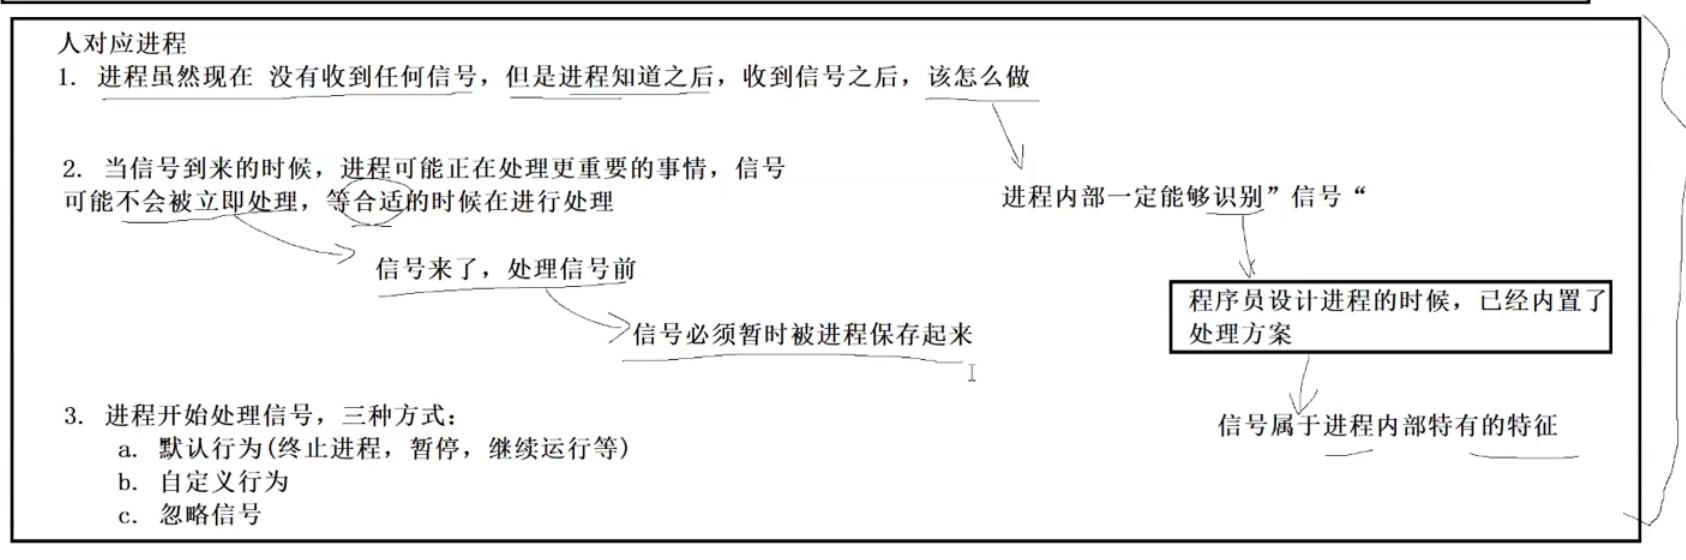 人对应进程
1. 进程虽然现在 没有收到任何信号，但是进程知道之后，收到信号之后，该怎么做
2. 当信号到来的时候，进程可能正在处理更重要的事情，信号
可能不会被立即处理，等合适的时候在进行处理
进程内部一定能够识别”信号“
信号来了，处理信号前
程序员设计进程的时候，已经内置了
处理方案
信号必须暂时被进程保存起来
3. 进程开始处理信号，三种方式：
信号属于进程内部特有的特征
a. 默认行为(终止进程，暂停，继续运行等)
b. 自定义行为
c. 忽略信号